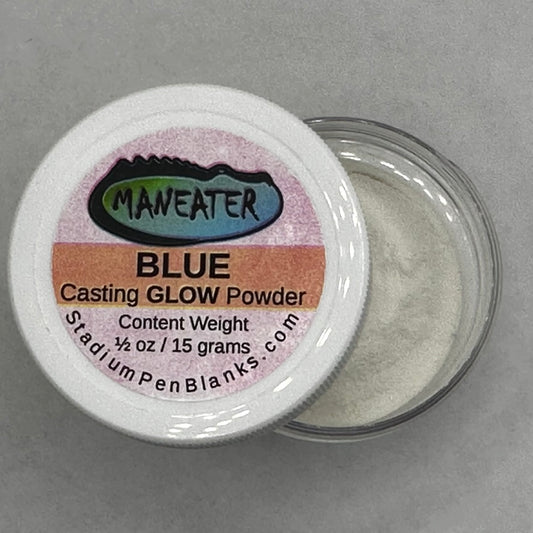 MANEATER
BLUE
Casting GLOW Powder
Content Weight
½ oz / 15 grams
StadiumPenBlanks.com